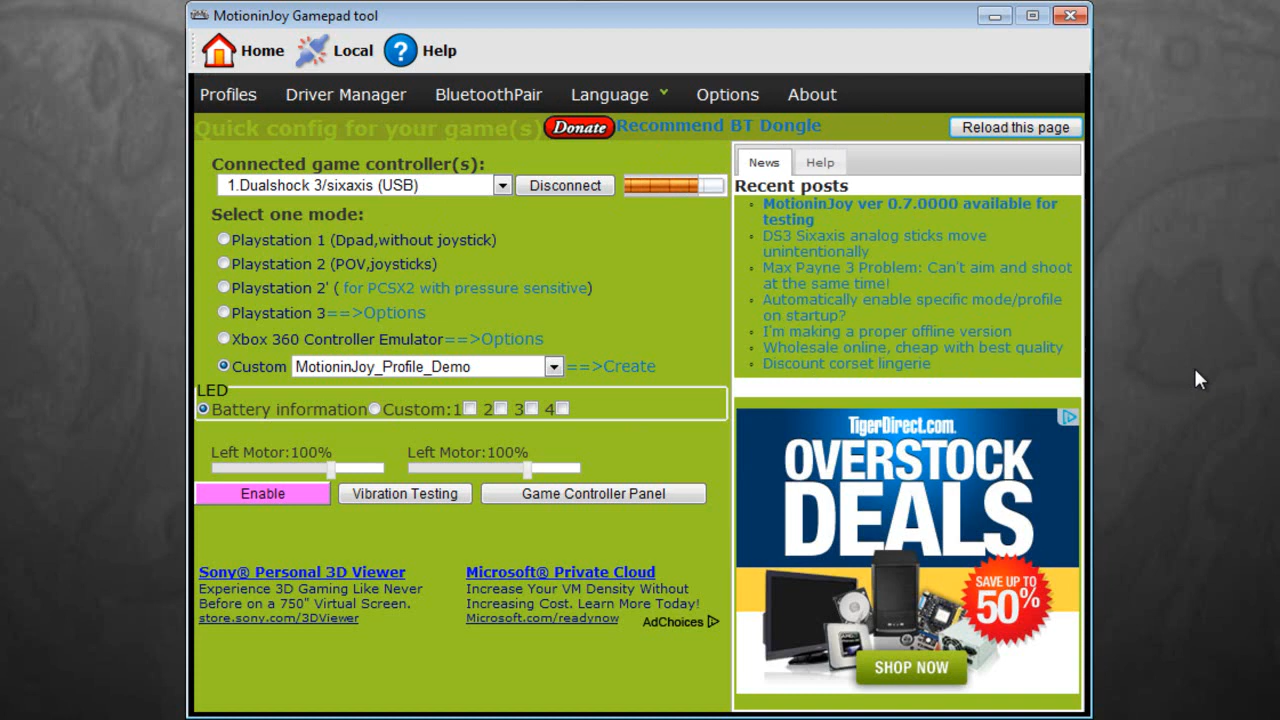 MotioninJoy Gamepad tool
Home Local ? Help
Profiles Driver Manager BluetoothPair Language Options About
Quick config for your game(s) Donate Recommend BT Dongle Reload this page
Connected game controller(s):
1.Dualshock 3/sixaxis (USB) Disconnect
Select one mode:
Playstation 1 (Dpad,without joystick)
Playstation 2 (POV,joysticks)
Playstation 2' ( for PCSX2 with pressure sensitive)
Playstation 3==>Options
Xbox 360 Controller Emulator==>Options
Custom MotioninJoy_Profile_Demo ==>Create
LED
Battery information Custom:1 2 3 4
Left Motor:100% Left Motor:100%
Enable Vibration Testing Game Controller Panel
Sony® Personal 3D Viewer
Experience 3D Gaming Like Never
Before on a 750" Virtual Screen.
store.sony.com/3DViewer
Microsoft® Private Cloud
Increase Your VM Density Without
Increasing Cost. Learn More Today!
Microsoft.com/readynow
AdChoices
News Help
Recent posts
MotioninJoy ver 0.7.0000 available for
testing
DS3 Sixaxis analog sticks move
unintentionally
Max Payne 3 Problem: Can't aim and shoot
at the same time!
Automatically enable specific mode/profile
on startup?
I'm making a proper offline version
Wholesale online, cheap with best quality
Discount corset lingerie
TigerDirect.com.
OVERSTOCK
DEALS
SAVE UP TO
50%
SHOP NOW